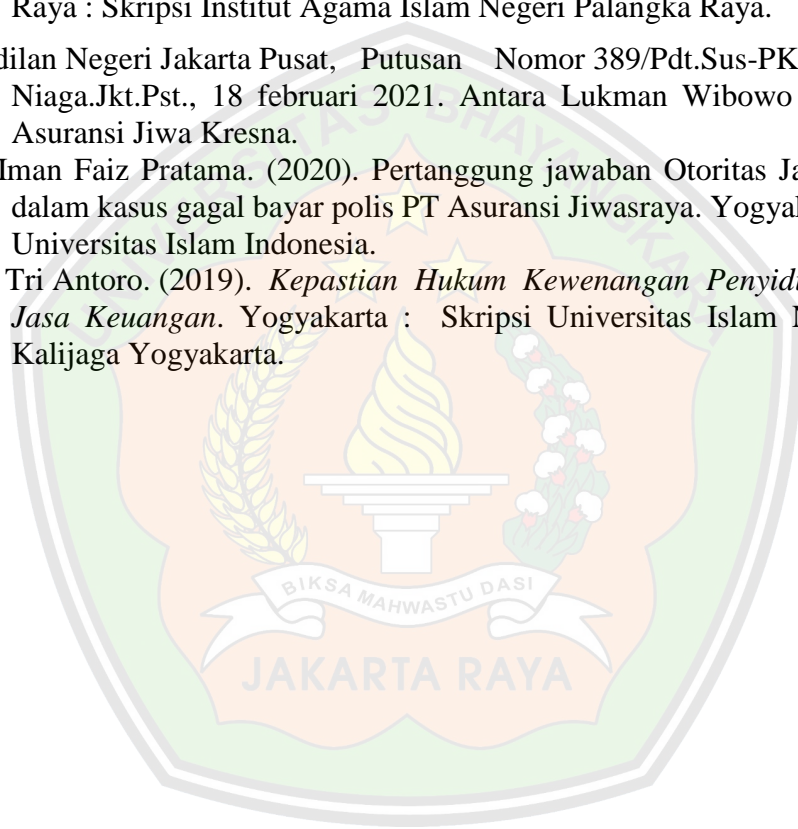 Raya : Skripsi Institut Agama Islam Negeri Palangka Raya.
dilan Negeri Jakarta Pusat, Putusan Nomor 389/Pdt.Sus-PK
Niaga.Jkt.Pst., 18 februari 2021. Antara Lukman Wibowo
Asuransi Jiwa Kresna.
Iman Faiz Pratama. (2020). Pertanggung jawaban Otoritas Ja
dalam kasus gagal bayar polis PT Asuransi Jiwasraya. Yogya
Universitas Islam Indonesia.
Tri Antoro. (2019). Kepastian Hukum Kewenangan Penyidi
Jasa Keuangan. Yogyakarta : Skripsi Universitas Islam
Kalijaga Yogyakarta.
UNIVERSITAS BHAYANGKARA
BIKSA MAHWASTU DASI
JAKARTA RAYA